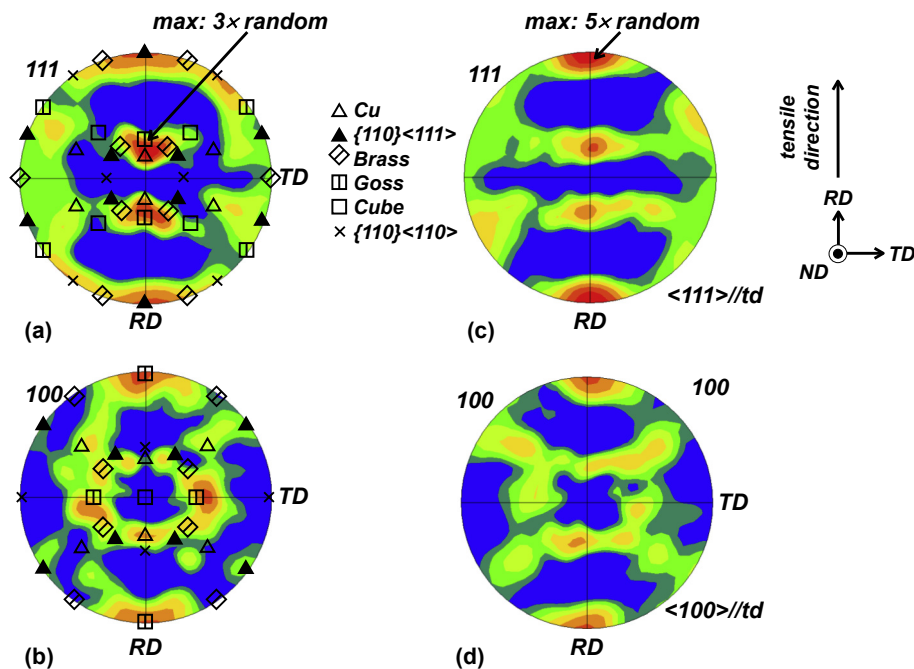 max: 3× random
max: 5× random
111
111
Cu
{110}<111>
Brass
Goss
Cube
{110}<110>
TD
tensile
direction
RD
TD
ND
<111>//td
(a)
RD
(c)
RD
100
100
100
TD
TD
<100>//td
(b)
RD
(d)
RD